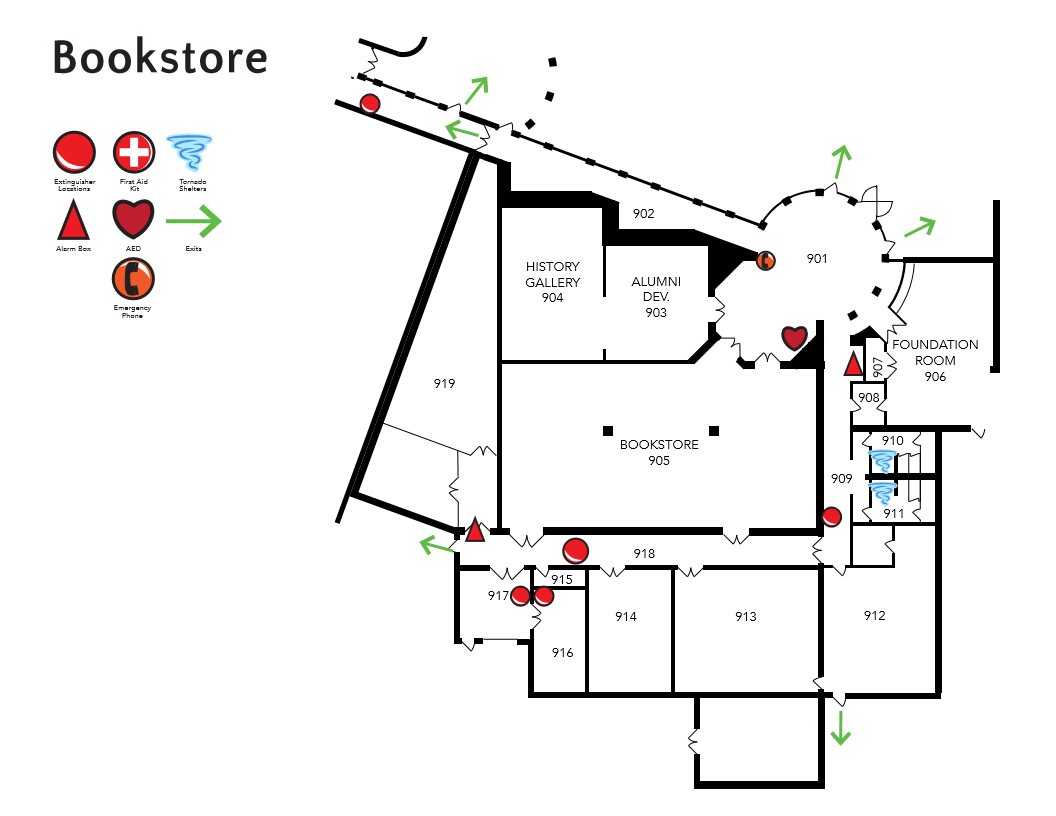 Bookstore
Extinguisher
Locations
First Aid
Kit
Tornado
Shelters
Alarm Box
AED
Exits
Emergency
Phone
902
901
HISTORY
GALLERY
904
ALUMNI
DEV.
903
FOUNDATION
ROOM
906
907
908
919
BOOKSTORE
905
910
909
911
918
915
917
914
913
912
916